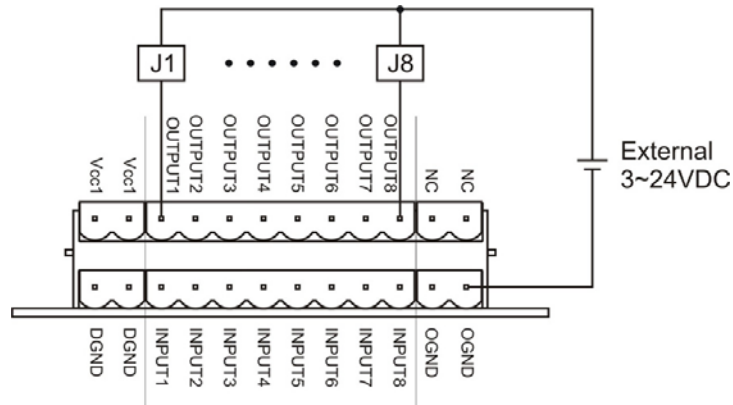 J1 ...... J8
External
3~24VDC
Vcc1 Vcc1 OUTPUT1 OUTPUT2 OUTPUT3 OUTPUT4 OUTPUT5 OUTPUT6 OUTPUT7 OUTPUT8 NC NC
DGND DGND INPUT1 INPUT2 INPUT3 INPUT4 INPUT5 INPUT6 INPUT7 INPUT8 OGND OGND